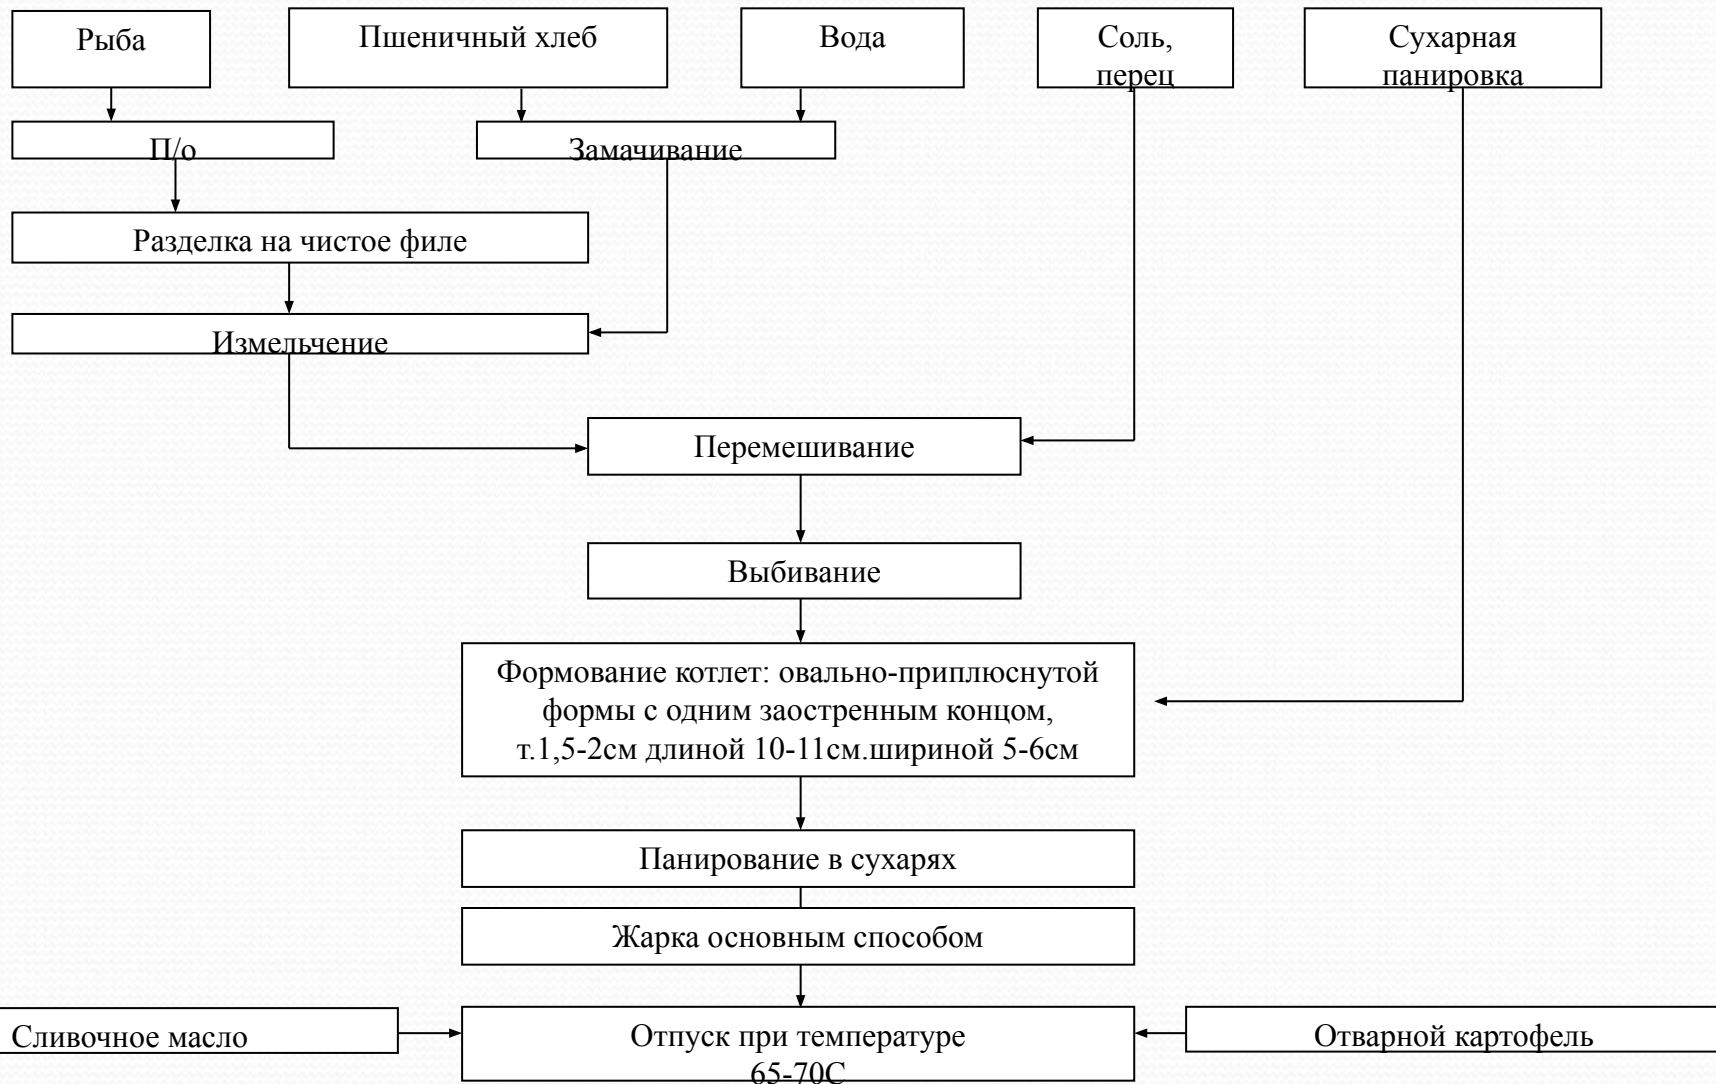 Рыба
Пшеничный хлеб
Вода
Соль,
перец
Сухарная
панировка
П/о
Замачивание
Разделка на чистое филе
Измельчение
Перемешивание
Выбивание
Формование котлет: овально-приплюснутой
формы с одним заостренным концом,
т.1,5-2см длиной 10-11см.шириной 5-6см
Панирование в сухарях
Жарка основным способом
Сливочное масло
Отпуск при температуре
65-70С
Отварной картофель